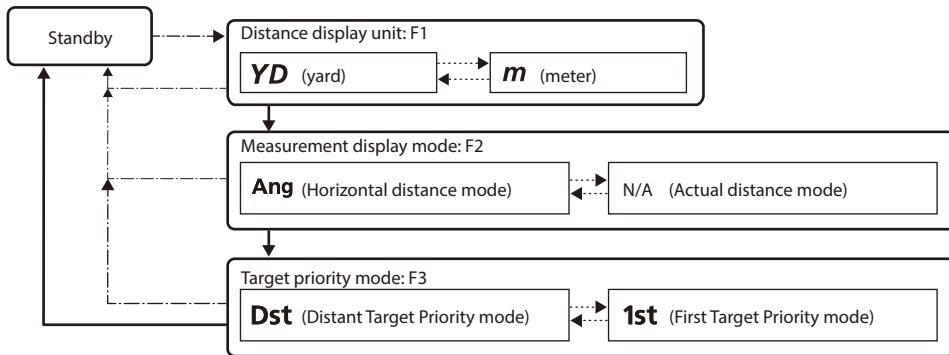 Standby
Distance display unit: F1
YD (yard)
m (meter)
Measurement display mode: F2
Ang (Horizontal distance mode)
N/A (Actual distance mode)
Target priority mode: F3
Dst (Distant Target Priority mode)
1st (First Target Priority mode)